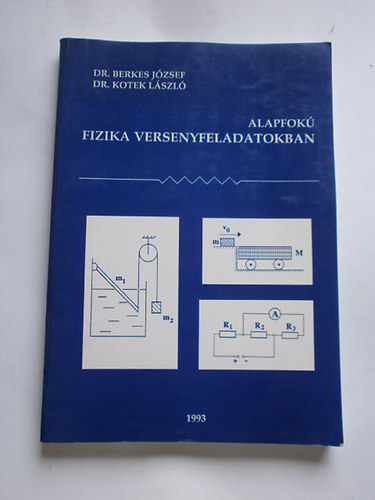 DR. BERKES JÓZSEF
DR. KOTEK LÁSZLÓ
ALAPFOKÚ
FIZIKA VERSENYFELADATOKBAN
m1
m2
v0
m
M
A
R1 R2 R3
+ -
1993